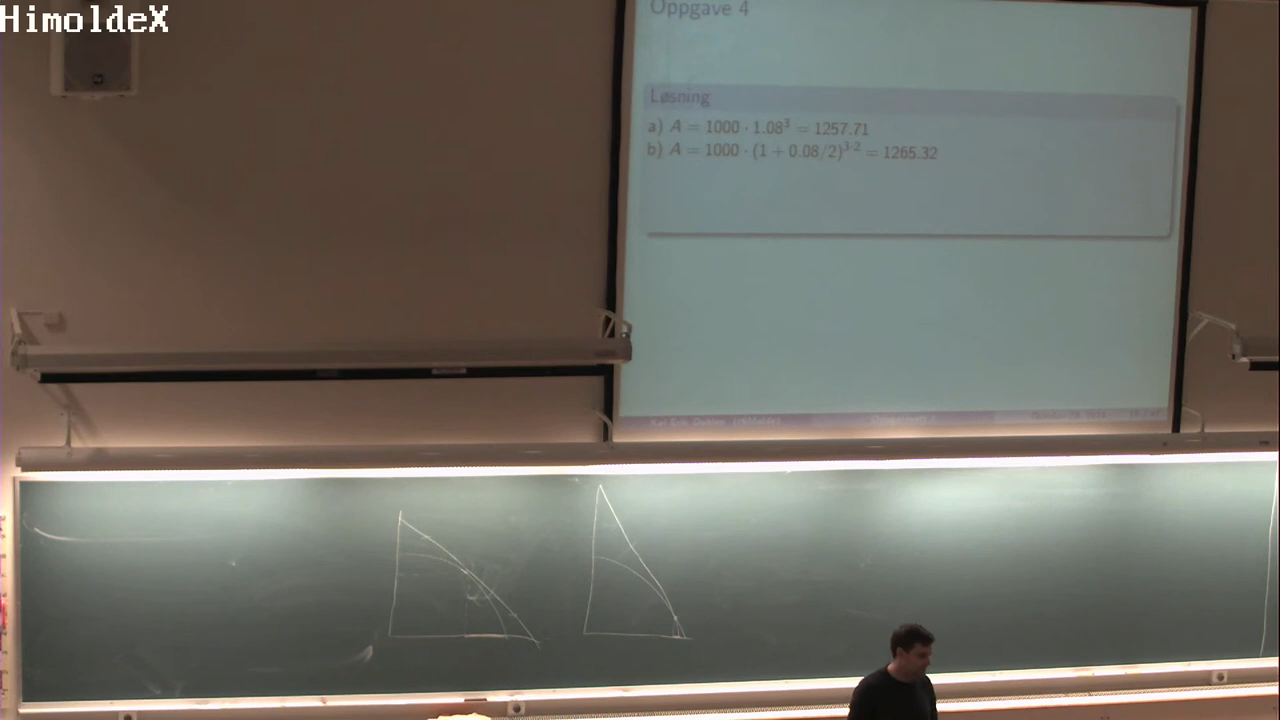 HimoldeX
Oppgave 4
Løsning
a) A = 1000 · 1.08³ = 1257.71
b) A = 1000 · (1 + 0.08/2)³·² = 1265.32